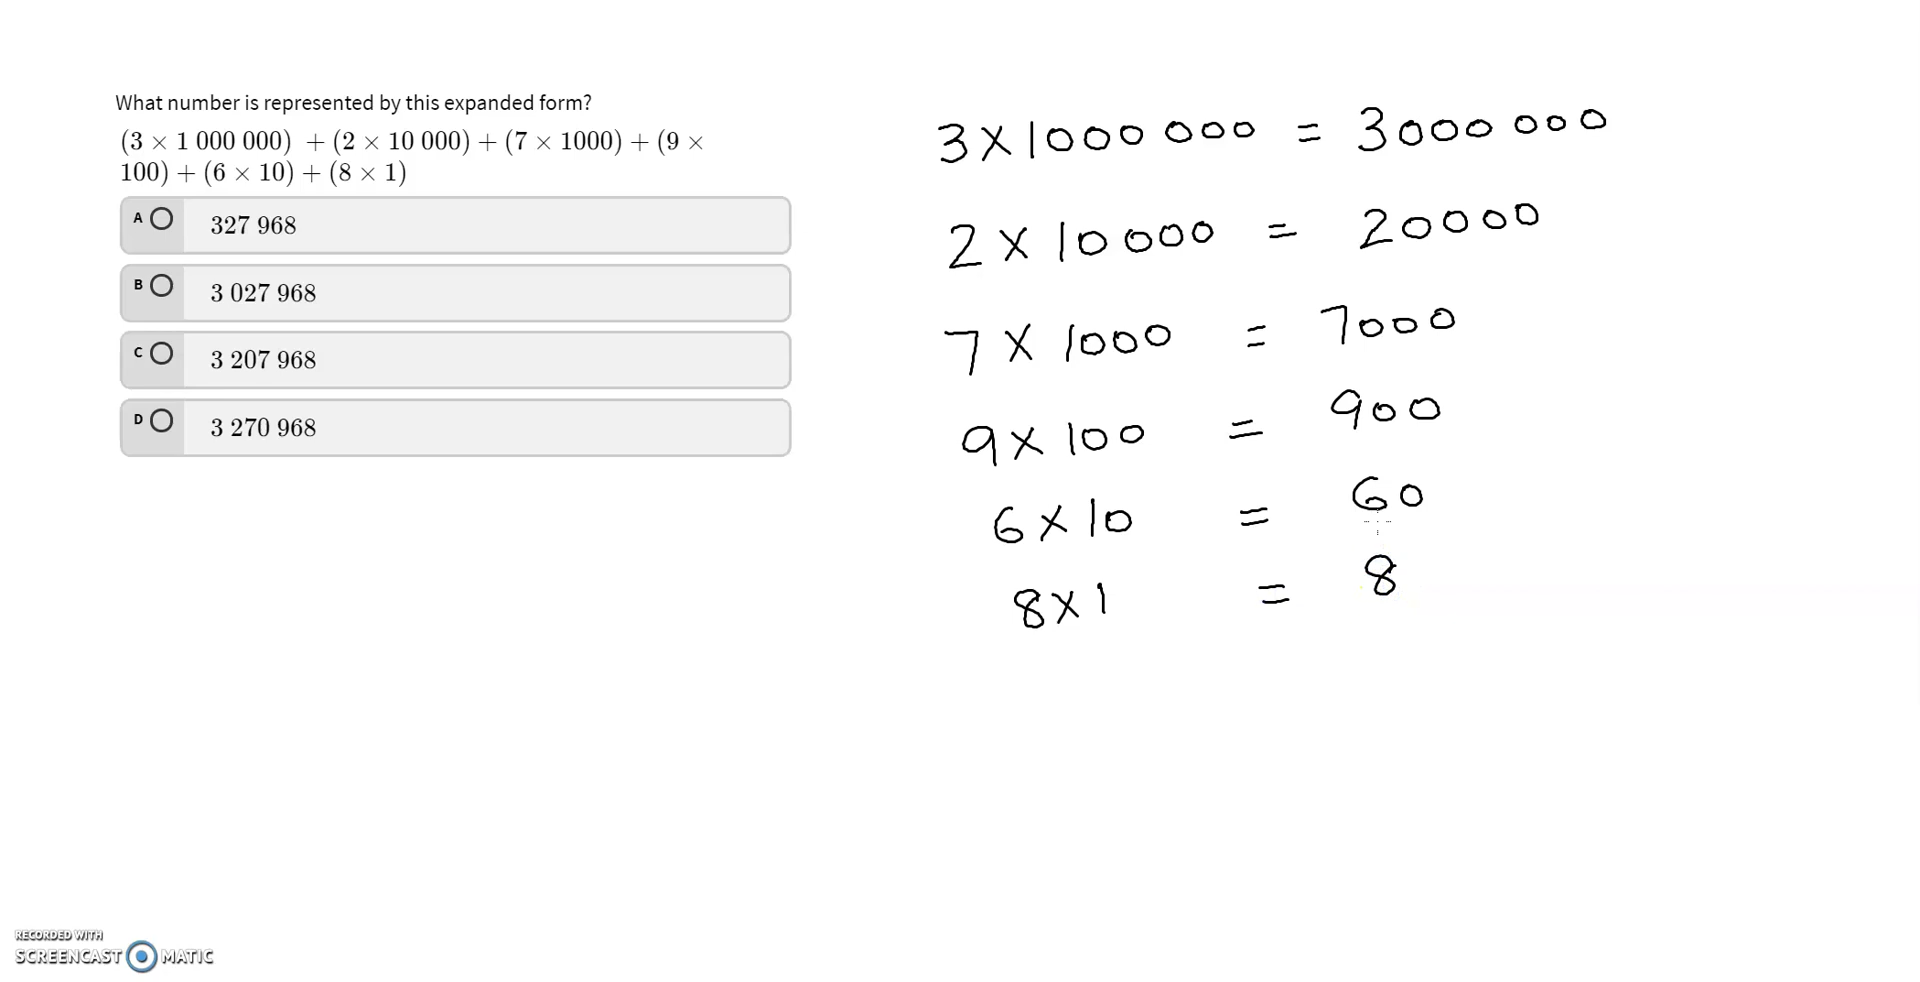 What number is represented by this expanded form?
(3 × 1 000 000) + (2 × 10 000) + (7 × 1000) + (9 ×
100) + (6 × 10) + (8 × 1)
A 327 968
B 3 027 968
C 3 207 968
D 3 270 968
3 × 1000 000 = 3000 000
2 × 10 000 = 20000
7 × 1000 = 7000
9 × 100 = 900
6 × 10 = 60
8 × 1 = 8
RECORDED WITH
SCREENCAST MATIC